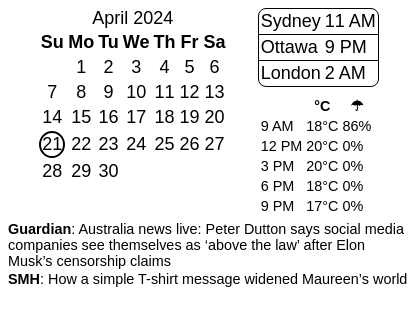 April 2024
Su Mo Tu We Th Fr Sa
1 2 3 4 5 6
7 8 9 10 11 12 13
14 15 16 17 18 19 20
21 22 23 24 25 26 27
28 29 30
Sydney 11 AM
Ottawa 9 PM
London 2 AM
°C ☂
9 AM 18°C 86%
12 PM 20°C 0%
3 PM 20°C 0%
6 PM 18°C 0%
9 PM 17°C 0%
Guardian: Australia news live: Peter Dutton says social media
companies see themselves as ‘above the law’ after Elon
Musk’s censorship claims
SMH: How a simple T-shirt message widened Maureen’s world